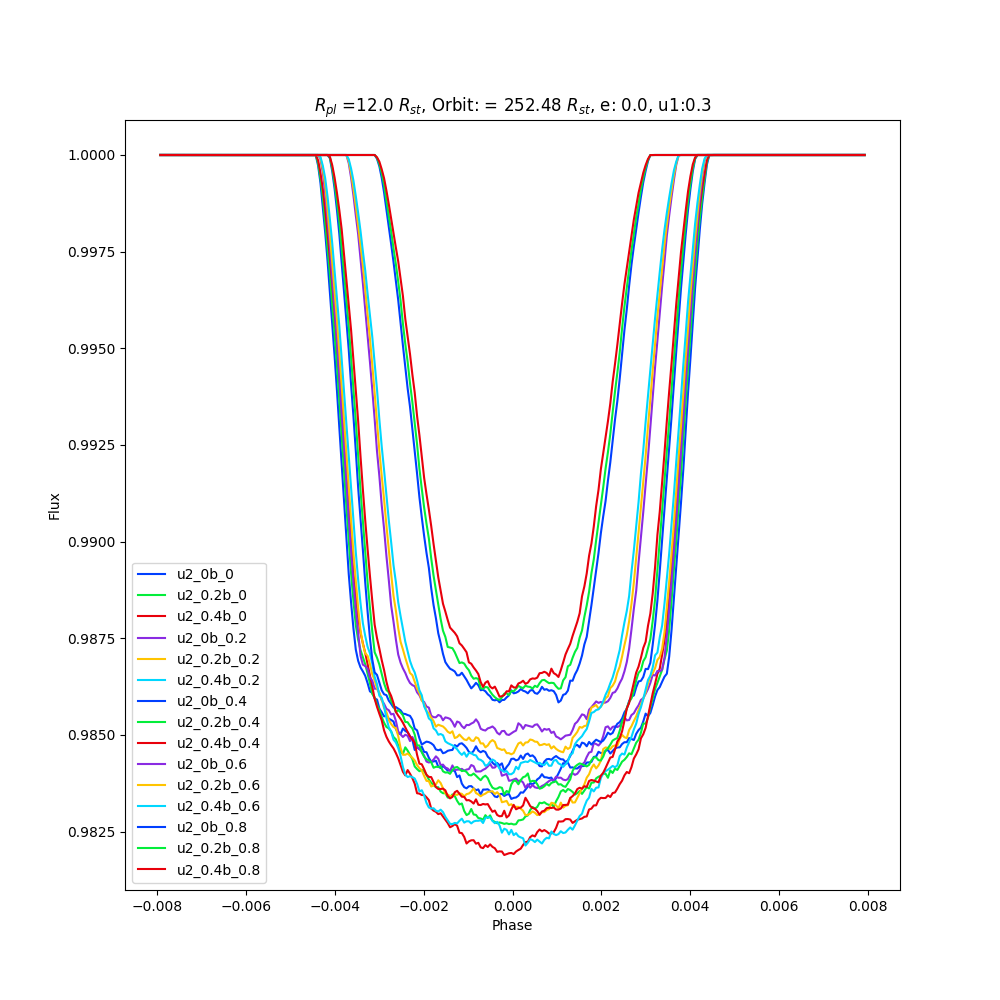 R_pl =12.0 R_st, Orbit: = 252.48 R_st, e: 0.0, u1:0.3
1.0000
0.9975
0.9950
0.9925
0.9900
0.9875
0.9850
0.9825
Flux
u2_0b_0
u2_0.2b_0
u2_0.4b_0
u2_0b_0.2
u2_0.2b_0.2
u2_0.4b_0.2
u2_0b_0.4
u2_0.2b_0.4
u2_0.4b_0.4
u2_0b_0.6
u2_0.2b_0.6
u2_0.4b_0.6
u2_0b_0.8
u2_0.2b_0.8
u2_0.4b_0.8
−0.008 −0.006 −0.004 −0.002 0.000 0.002 0.004 0.006 0.008
Phase